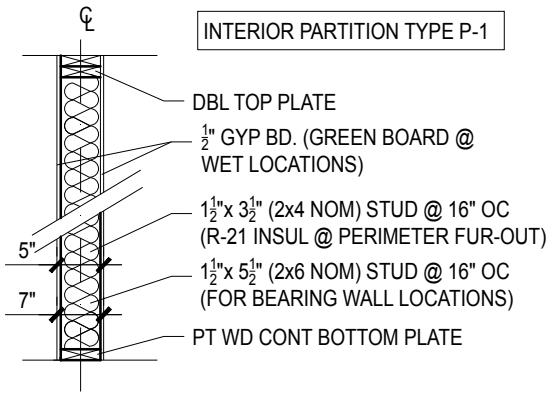 ℄
INTERIOR PARTITION TYPE P-1
DBL TOP PLATE
½" GYP BD. (GREEN BOARD @
WET LOCATIONS)
1½"x 3½" (2x4 NOM) STUD @ 16" OC
(R-21 INSUL @ PERIMETER FUR-OUT)
5"
1½"x 5½" (2x6 NOM) STUD @ 16" OC
(FOR BEARING WALL LOCATIONS)
7"
PT WD CONT BOTTOM PLATE